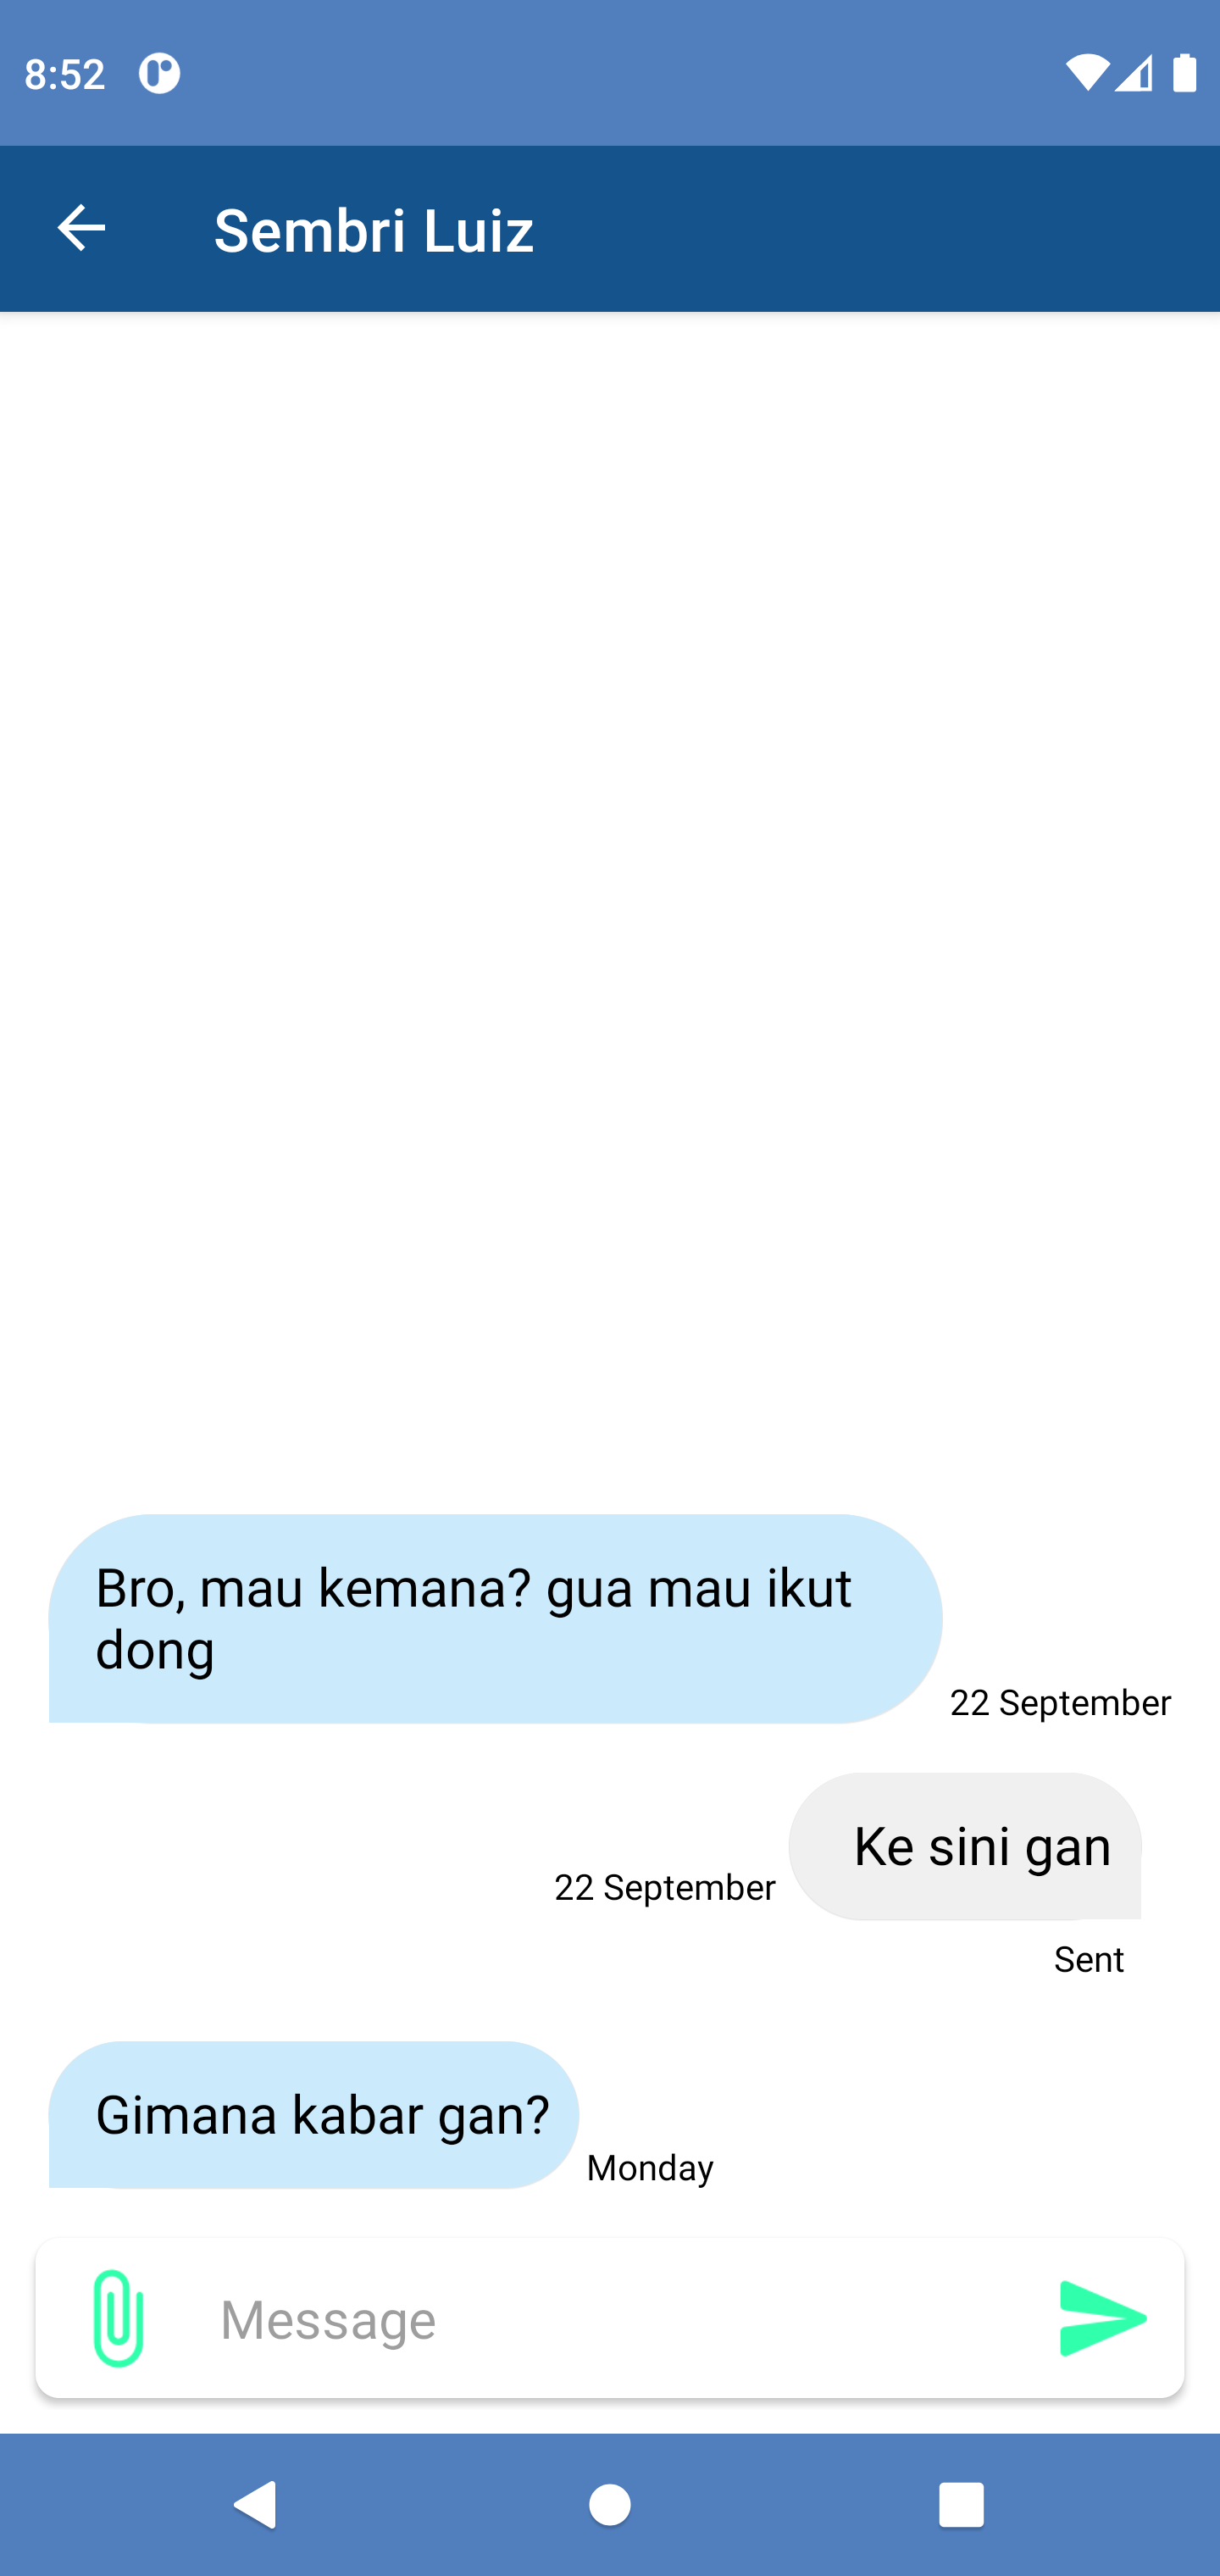 8:52
Sembri Luiz
Bro, mau kemana? gua mau ikut
dong
22 September
Ke sini gan
22 September
Sent
Gimana kabar gan?
Monday
Message